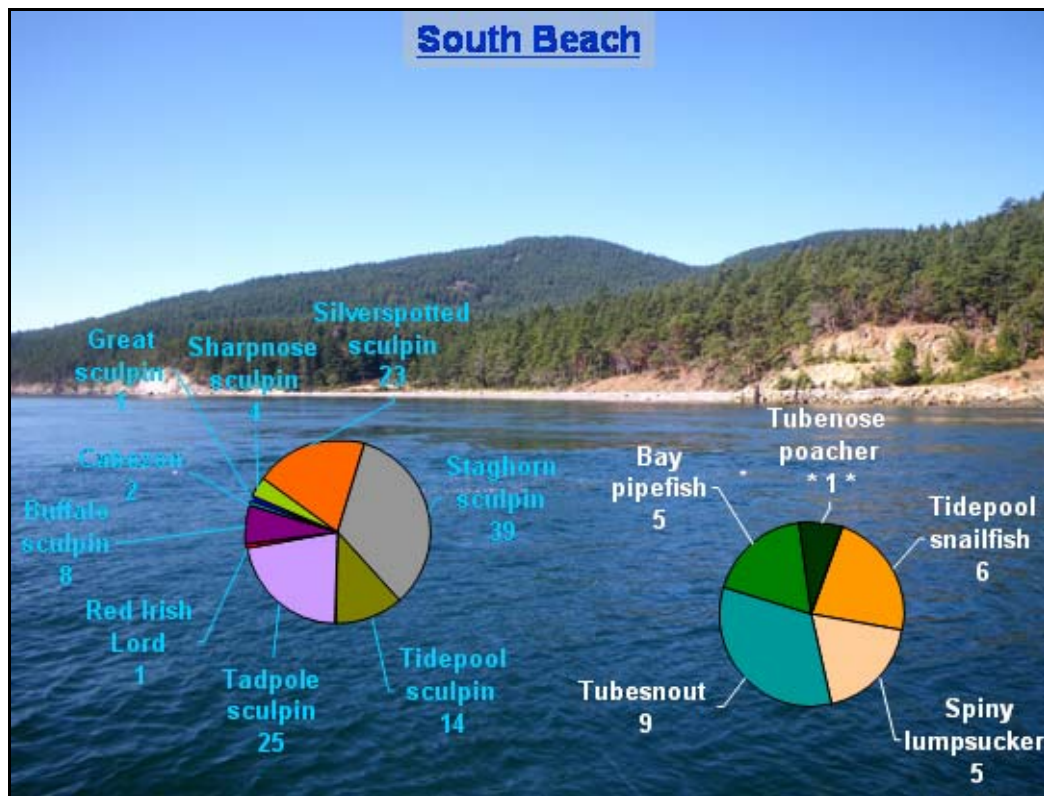 South Beach
Silverspotted
sculpin
23
Great
sculpin
1
Sharpnose
sculpin
4
Cabezon
2
Buffalo
sculpin
8
Red Irish
Lord
1
Tadpole
sculpin
25
Tidepool
sculpin
14
Staghorn
sculpin
39
Bay
pipefish
5
Tubenose
poacher
* 1 *
Tidepool
snailfish
6
Tubesnout
9
Spiny
lumpsucker
5